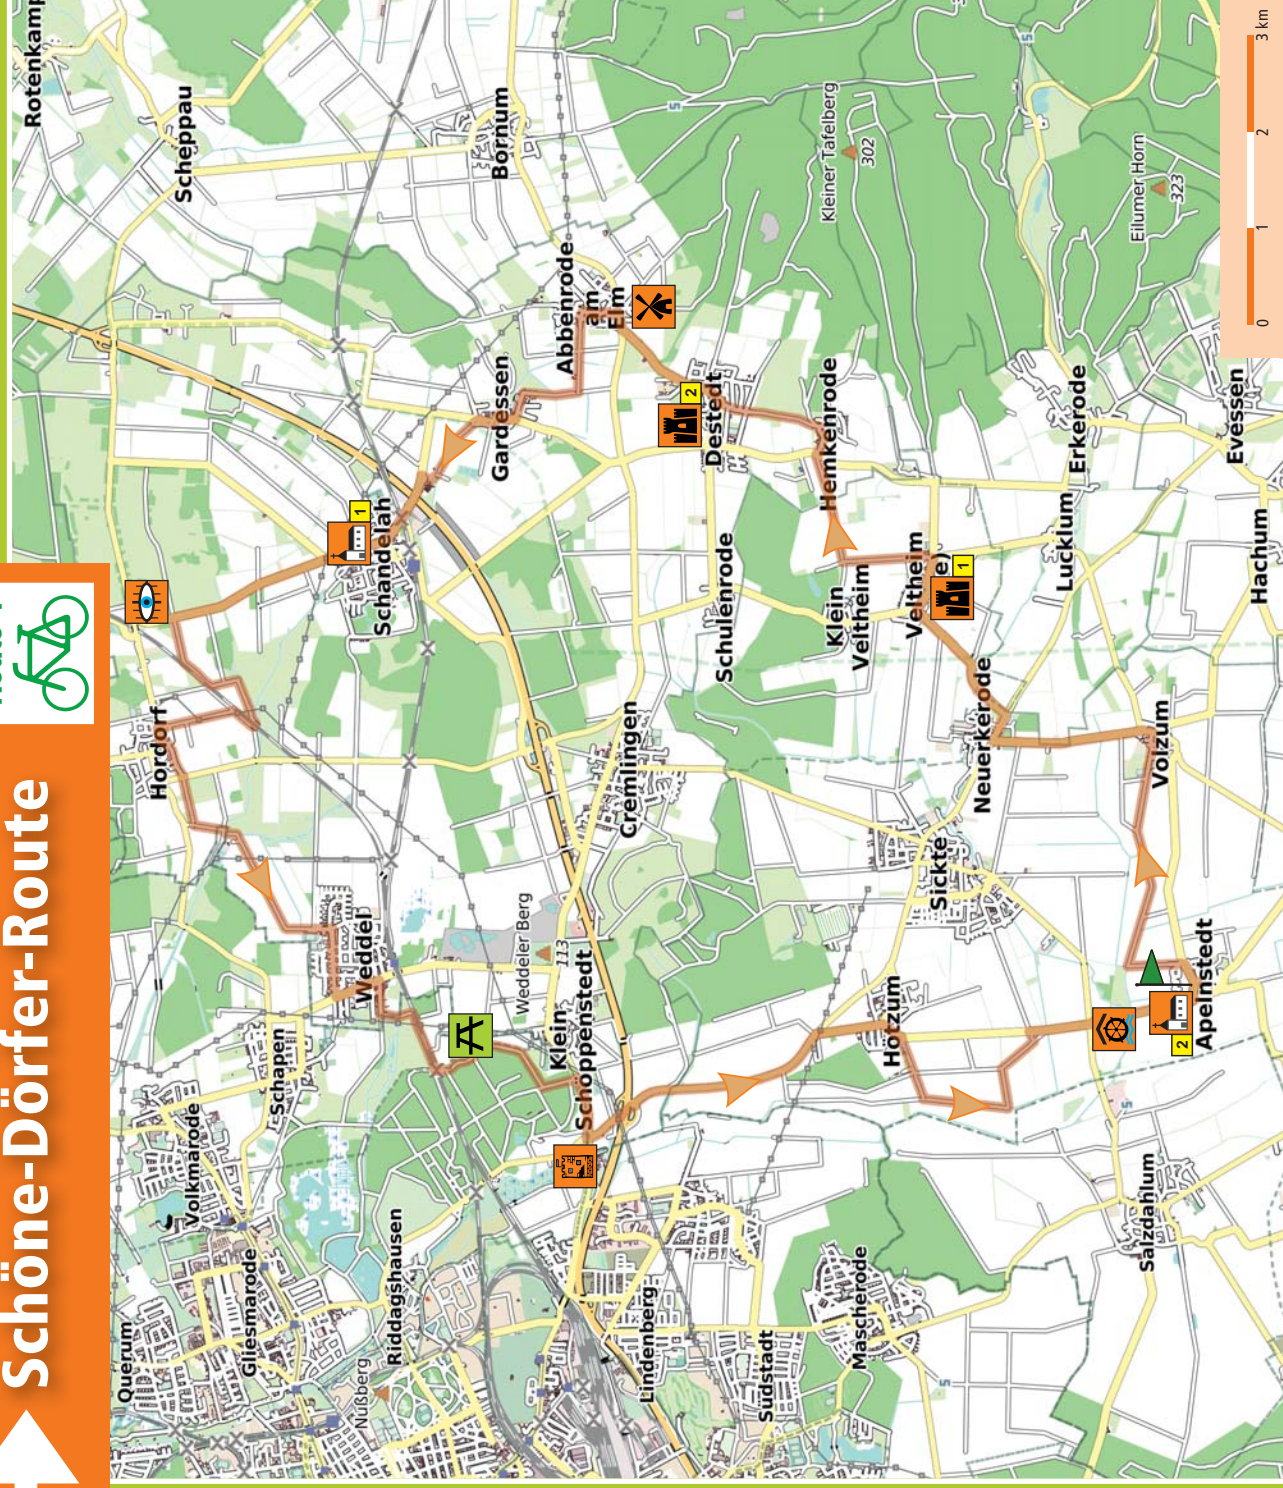 Schöne-Dörfer-Route
Rotenkamp
Scheppau
Bornum
Abbenrode
am
Elm
Kleiner Tafelberg
302
Eilumer Horn
323
0
1
2
3 km
Gardessen
Destedt
2
Hemkenrode
Erkerode
Evessen
Schandelah
1
Schulenrode
Klein
Veltheim
Veltheim
e)
1
Lucklum
Hachum
Hordorf
Cremlingen
Neuerkerode
Volzum
Weddel
Weddeler Berg
113
Klein
Schöppenstedt
Sickte
Hötzum
Apelnstedt
2
Schapen
Volkmarode
Gliesmarode
Querum
Riddagshausen
Nußberg
Lindenberg
Südstadt
Mascherode
Salzdahlum